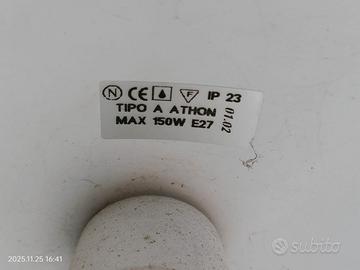 N CE F IP 23
TIPO A ATHON
MAX 150W E27
01.02
2025.11.25 16:41
subito